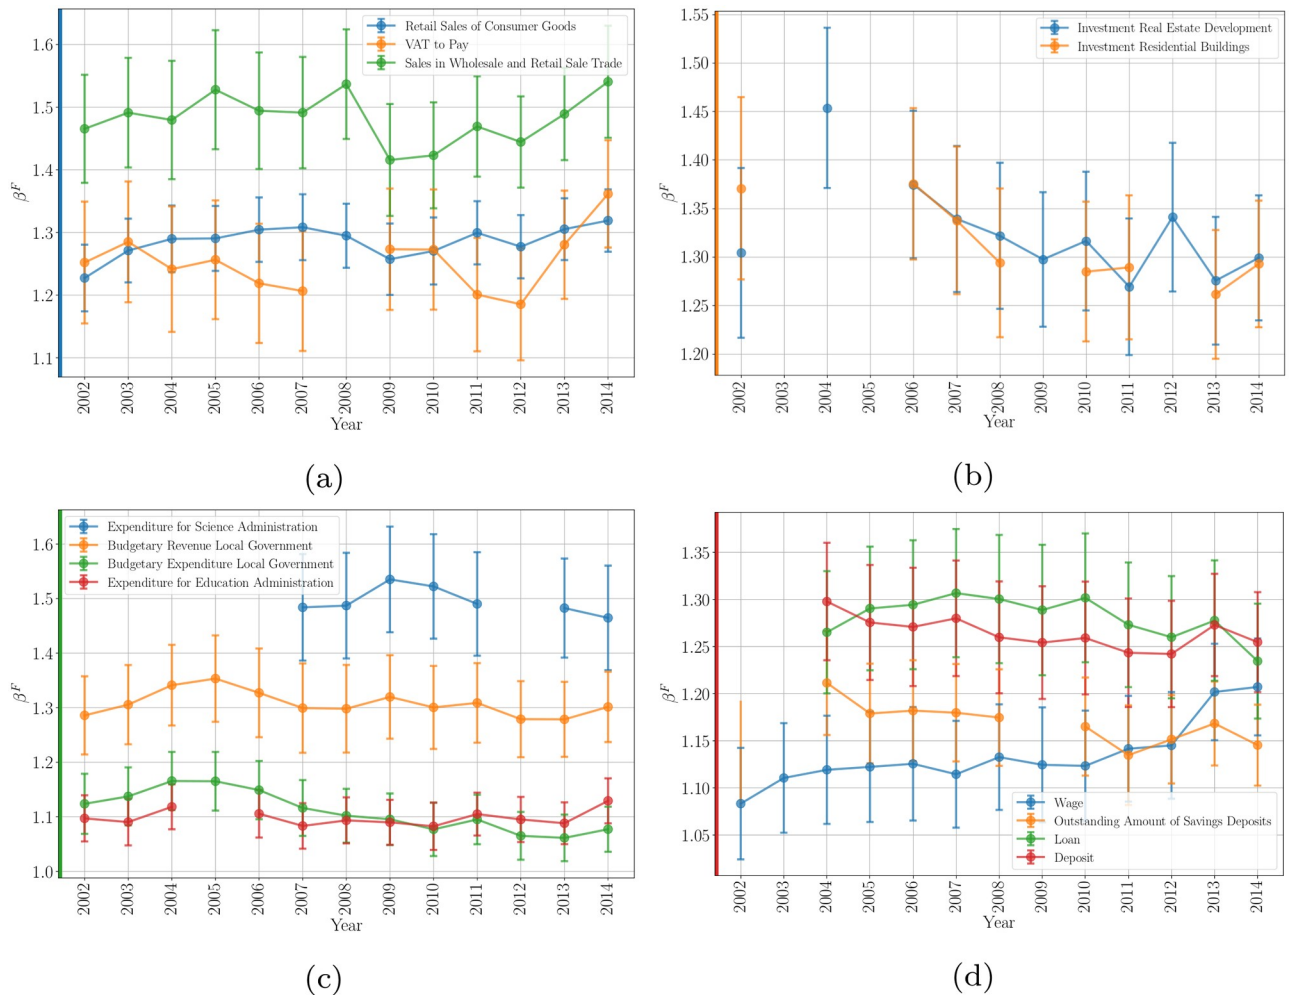 Retail Sales of Consumer Goods
VAT to Pay
Sales in Wholesale and Retail Sale Trade
1.6
1.5
1.4
1.3
1.2
1.1
β^F
2002 2003 2004 2005 2006 2007 2008 2009 2010 2011 2012 2013 2014
Year
(a)
Investment Real Estate Development
Investment Residential Buildings
1.55
1.50
1.45
1.40
1.35
1.30
1.25
1.20
β^F
2002 2003 2004 2005 2006 2007 2008 2009 2010 2011 2012 2013 2014
Year
(b)
Expenditure for Science Administration
Budgetary Revenue Local Government
Budgetary Expenditure Local Government
Expenditure for Education Administration
1.6
1.5
1.4
1.3
1.2
1.1
1.0
β^F
2002 2003 2004 2005 2006 2007 2008 2009 2010 2011 2012 2013 2014
Year
(c)
1.35
1.30
1.25
1.20
1.15
1.10
1.05
β^F
Wage
Outstanding Amount of Savings Deposits
Loan
Deposit
2002 2003 2004 2005 2006 2007 2008 2009 2010 2011 2012 2013 2014
Year
(d)